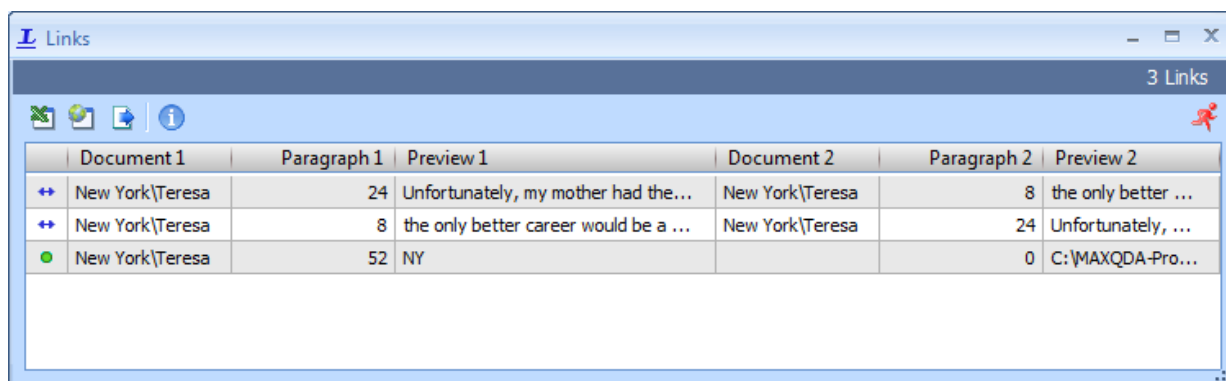 Links
3 Links
Document 1 Paragraph 1 Preview 1 Document 2 Paragraph 2 Preview 2
New York\Teresa 24 Unfortunately, my mother had the... New York\Teresa 8 the only better ...
New York\Teresa 8 the only better career would be a ... New York\Teresa 24 Unfortunately, ...
New York\Teresa 52 NY 0 C:\MAXQDA-Pro...